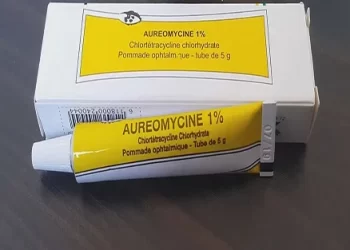 AUREOMYCINE 1%
Chlortétracycline chlorhydrate
Pommade ophtalmique - tube de 5 g
AUREOMYCINE 1%
Chlortétracycline Chlorhydrate
Pommade ophtalmique - Tube de 5 g